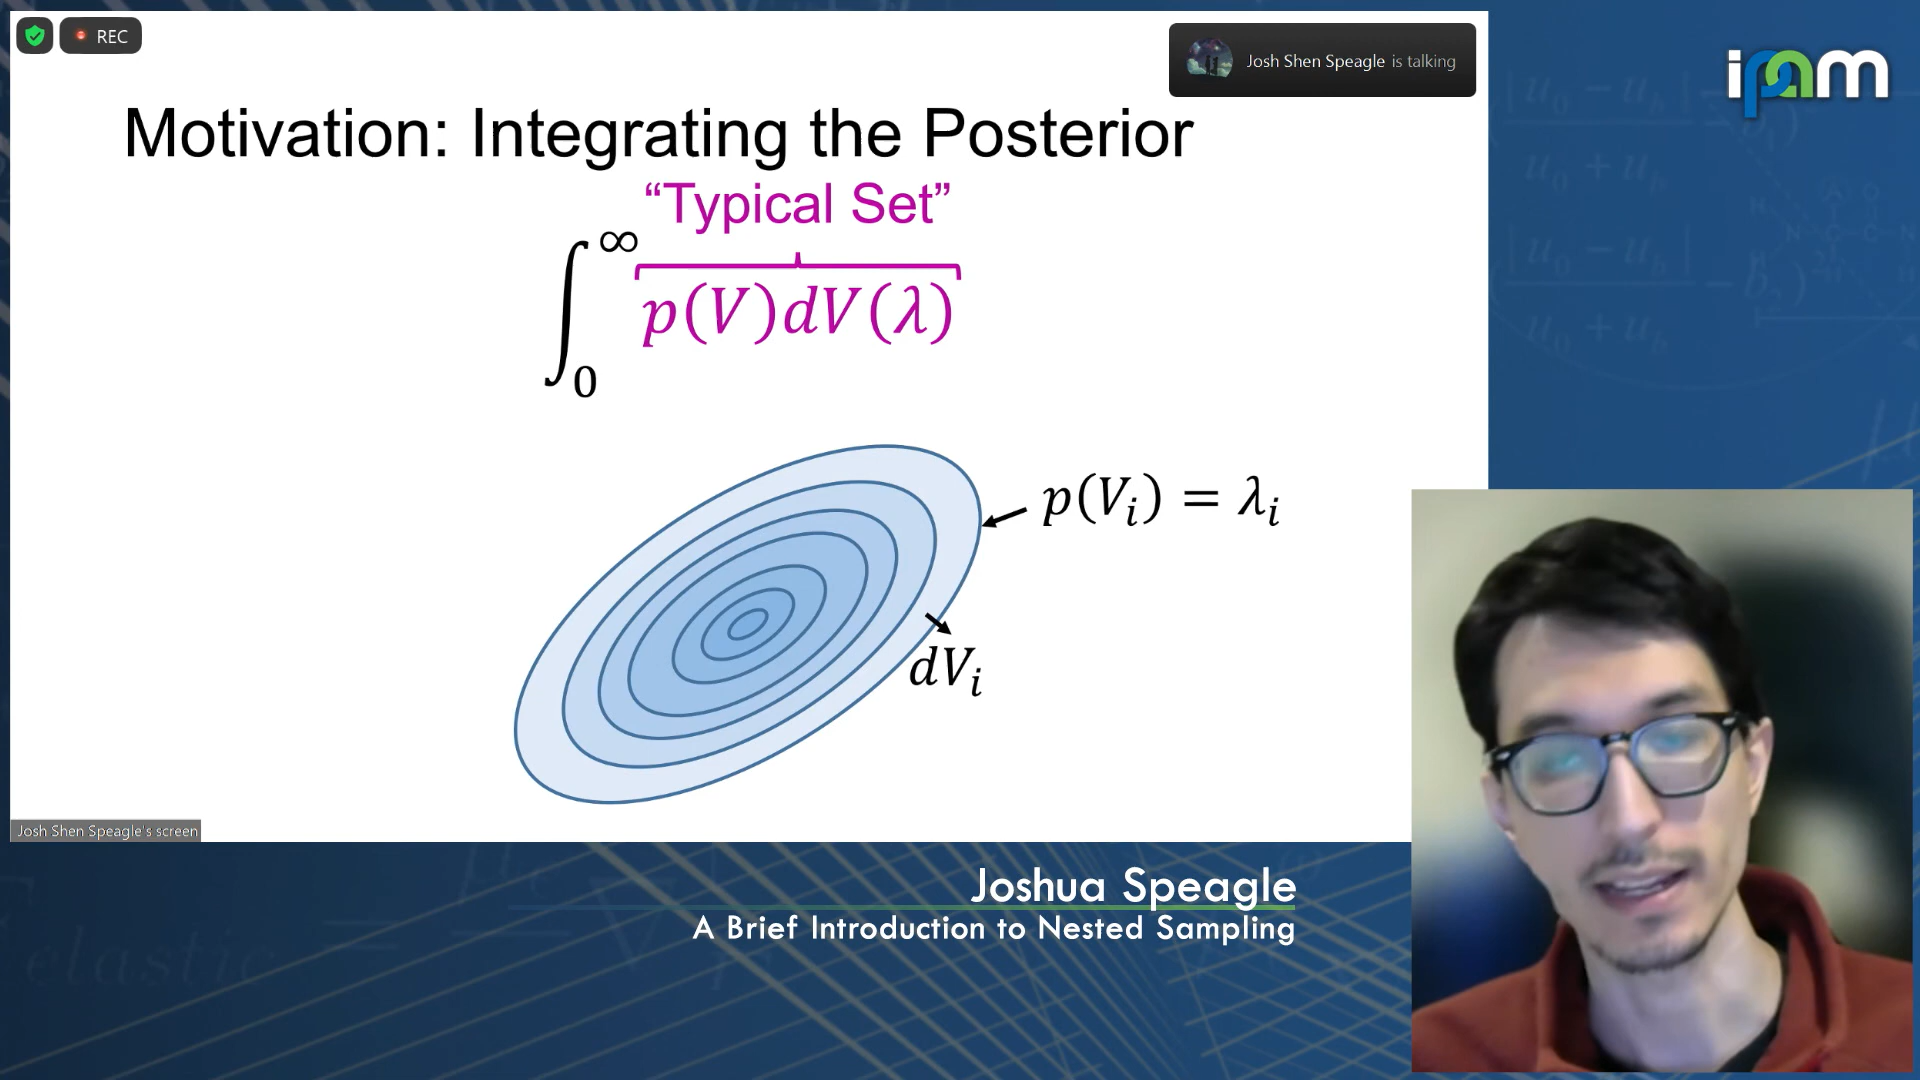 REC
Josh Shen Speagle is talking
ipam
Motivation: Integrating the Posterior
“Typical Set”
∫₀^∞ p(V)dV(λ)
p(Vᵢ) = λᵢ
dVᵢ
Josh Shen Speagle's screen
Joshua Speagle
A Brief Introduction to Nested Sampling
elastic